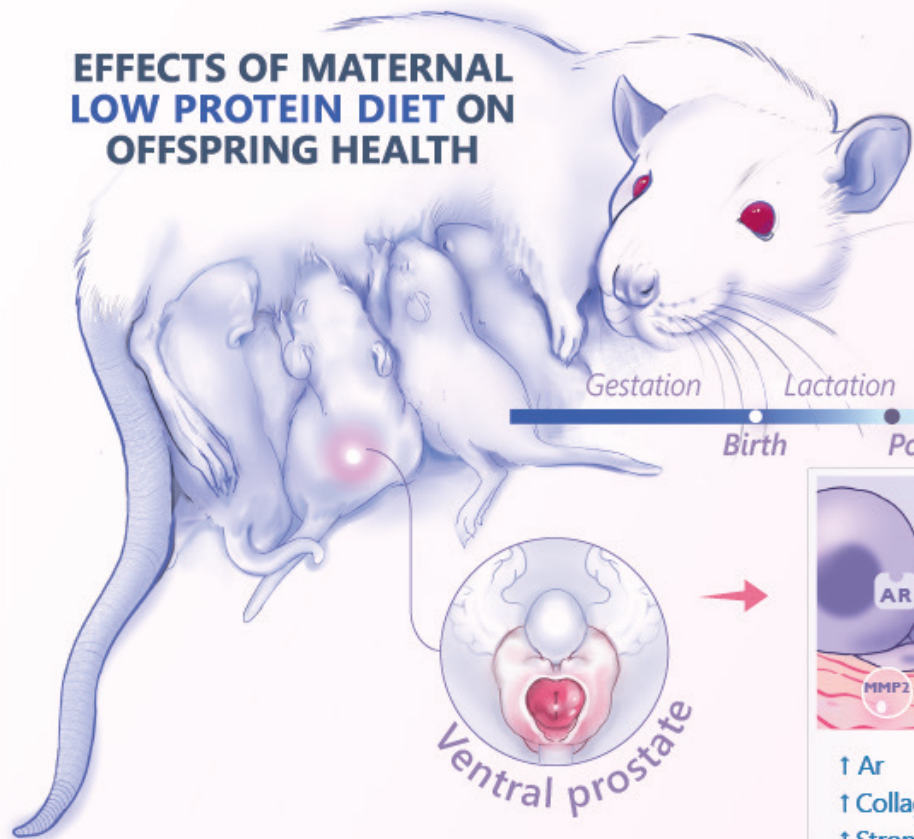 EFFECTS OF MATERNAL
LOW PROTEIN DIET ON
OFFSPRING HEALTH
Gestation Lactation
Birth
Ventral prostate
AR
MMP2
↑ Ar